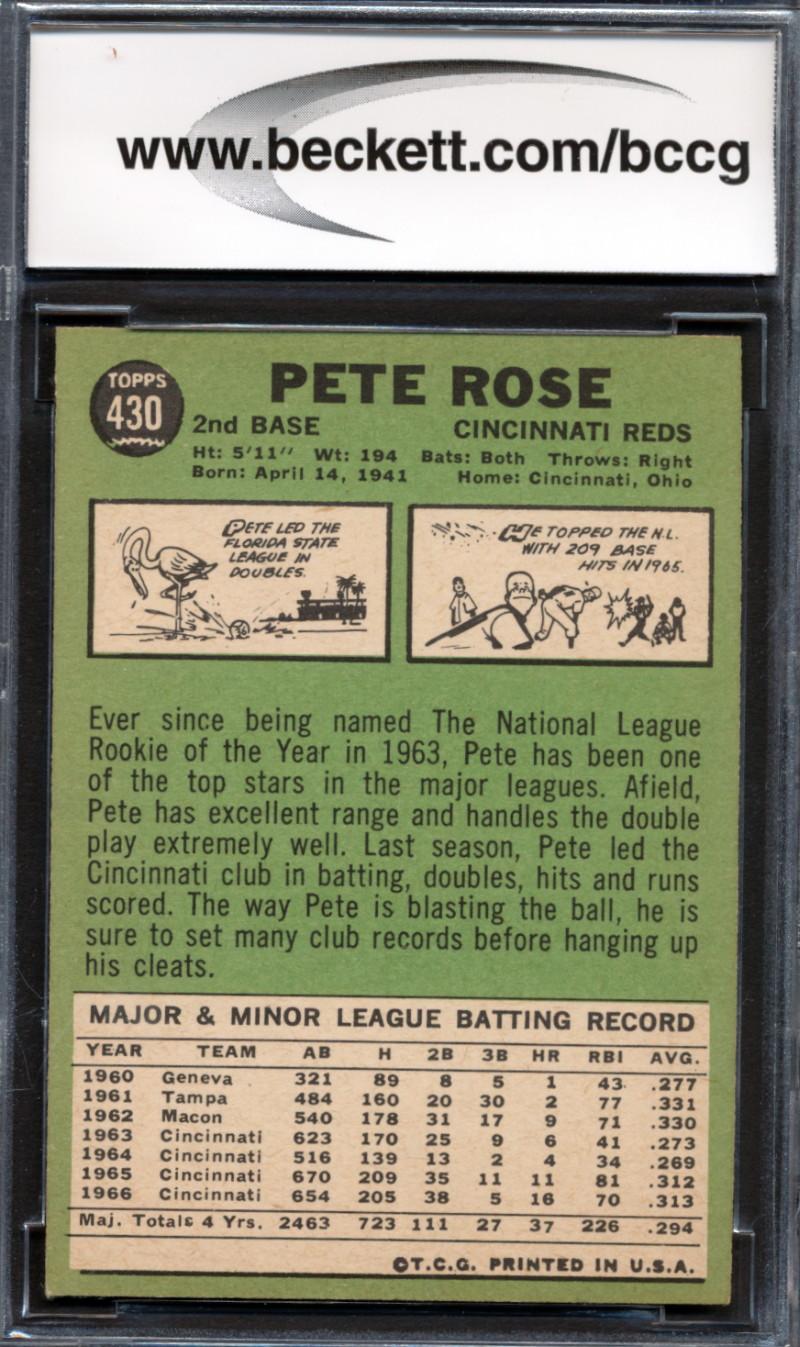 www.beckett.com/bccg
TOPPS
430
PETE ROSE
2nd BASE CINCINNATI REDS
Ht: 5'11" Wt: 194 Bats: Both Throws: Right
Born: April 14, 1941 Home: Cincinnati, Ohio
PETE LED THE
FLORIDA STATE
LEAGUE IN
DOUBLES.
HE TOPPED THE N.L.
WITH 209 BASE
HITS IN 1965.
Ever since being named The National League
Rookie of the Year in 1963, Pete has been one
of the top stars in the major leagues. Afield,
Pete has excellent range and handles the double
play extremely well. Last season, Pete led the
Cincinnati club in batting, doubles, hits and runs
scored. The way Pete is blasting the ball, he is
sure to set many club records before hanging up
his cleats.
MAJOR & MINOR LEAGUE BATTING RECORD
YEAR TEAM AB H 2B 3B HR RBI AVG.
1960 Geneva 321 89 8 5 1 43 .277
1961 Tampa 484 160 20 30 2 77 .331
1962 Macon 540 178 31 17 9 71 .330
1963 Cincinnati 623 170 25 9 6 41 .273
1964 Cincinnati 516 139 13 2 4 34 .269
1965 Cincinnati 670 209 35 11 11 81 .312
1966 Cincinnati 654 205 38 5 16 70 .313
Maj. Totals 4 Yrs. 2463 723 111 27 37 226 .294
©T.C.G. PRINTED IN U.S.A.